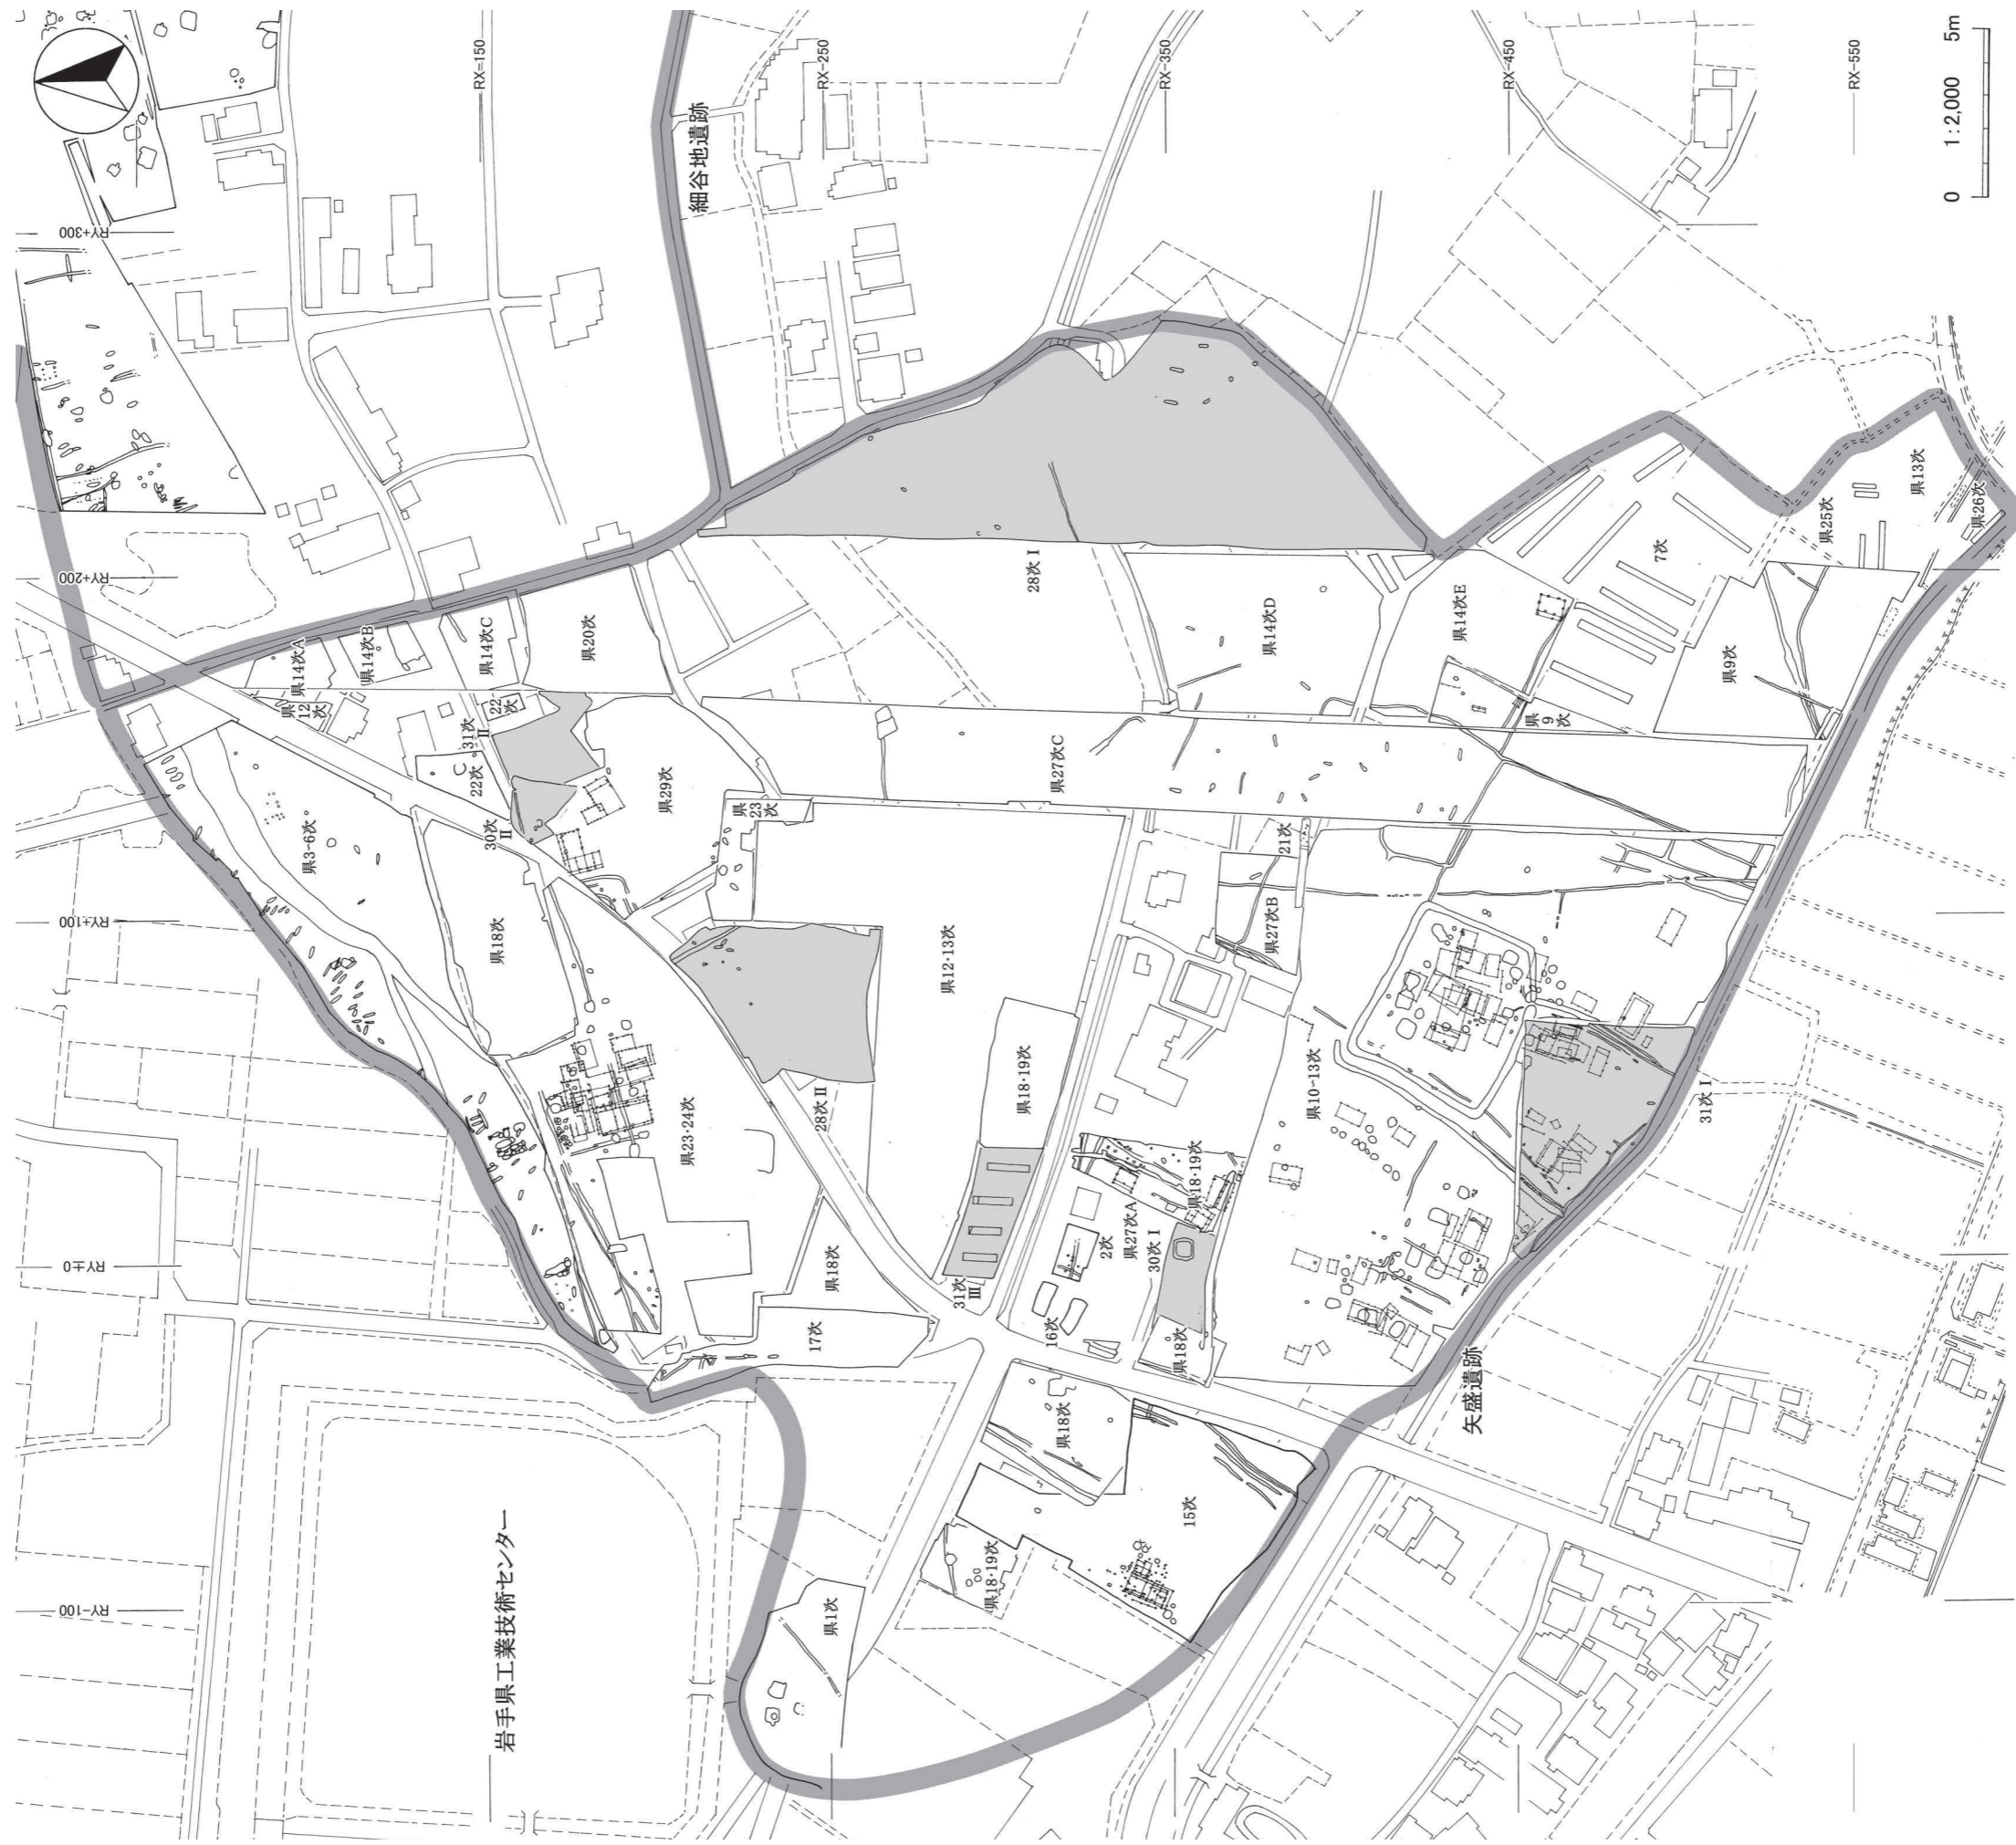 RX-150
RX-250
RX-350
RX-450
RX-550
0 1:2,000 5m
細谷地遺跡
RY+300
RY+200
RY+100
RY±0
RY-100
県14次A
県14次B
県14次C
県20次
県12次
22次
31次Ⅱ
22次C
30次Ⅱ
県29次
県23次
県3-6次
県18次
県23・24次
県18次
17次
28次Ⅰ
県14次D
県14次E
7次
県25次
県13次
県26次
県9次
県9次
県27次C
21次
県27次B
県12・13次
28次Ⅱ
県18・19次
31次Ⅲ
県18・19次
県10-13次
31次Ⅰ
2次
県27次A
30次Ⅰ
16次
県18次
矢盛遺跡
県18次
15次
県18・19次
県1次
岩手県工業技術センター